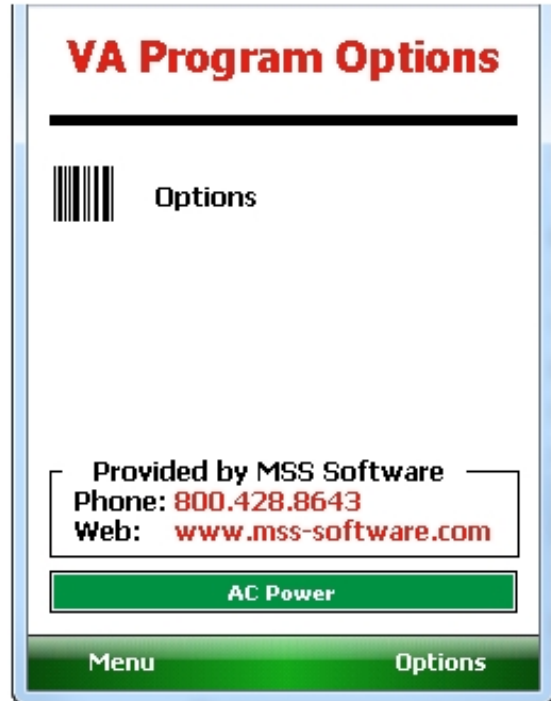 VA Program Options
Options
Provided by MSS Software
Phone: 800.428.8643
Web: www.mss-software.com
AC Power
Menu Options